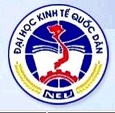 ĐẠI HỌC KINH TẾ QUỐC DÂN
NEU